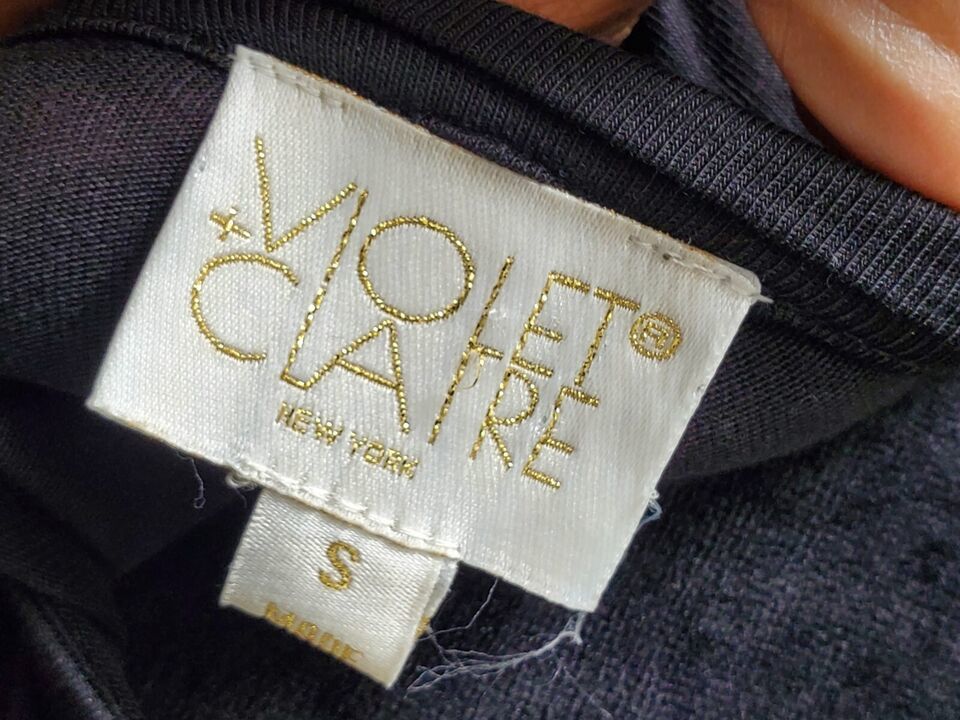 VIOLET®
+CLAIRE
NEW YORK
S